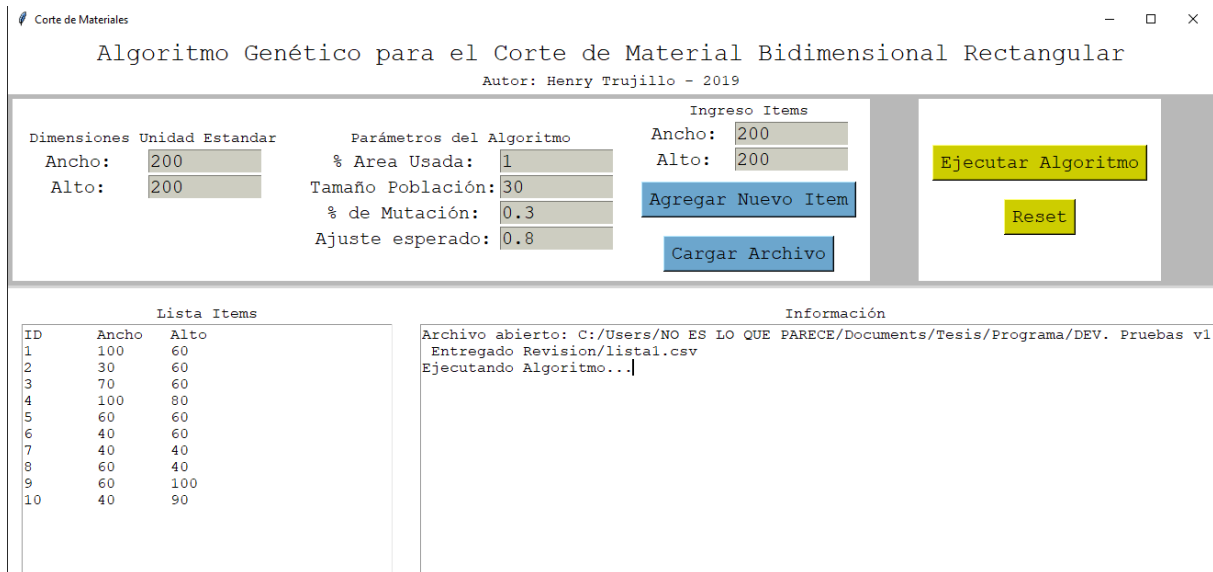 Corte de Materiales
Algoritmo Genético para el Corte de Material Bidimensional Rectangular
Autor: Henry Trujillo - 2019
Dimensiones Unidad Estandar
Ancho: 200
Alto: 200
Parámetros del Algoritmo
% Area Usada: 1
Tamaño Población: 30
% de Mutación: 0.3
Ajuste esperado: 0.8
Ingreso Items
Ancho: 200
Alto: 200
Agregar Nuevo Item
Cargar Archivo
Ejecutar Algoritmo
Reset
Lista Items
ID Ancho Alto
1 100 60
2 30 60
3 70 60
4 100 80
5 60 60
6 40 60
7 40 40
8 60 40
9 60 100
10 40 90
Información
Archivo abierto: C:/Users/NO ES LO QUE PARECE/Documents/Tesis/Programa/DEV. Pruebas v1
Entregado Revision/lista1.csv
Ejecutando Algoritmo...